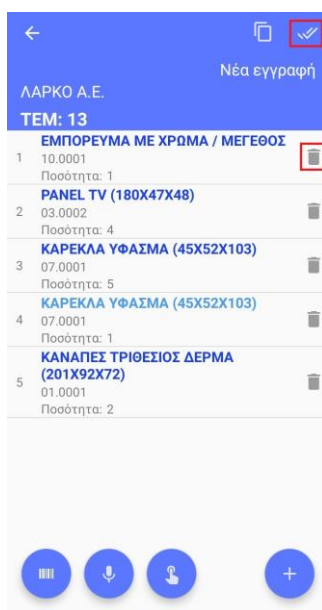 Νέα εγγραφή
ΛΑΡΚΟ Α.Ε.
ΤΕΜ: 13
ΕΜΠΟΡΕΥΜΑ ΜΕ ΧΡΩΜΑ / ΜΕΓΕΘΟΣ
1 10.0001
Ποσότητα: 1
PANEL TV (180X47X48)
2 03.0002
Ποσότητα: 4
ΚΑΡΕΚΛΑ ΥΦΑΣΜΑ (45X52X103)
3 07.0001
Ποσότητα: 5
ΚΑΡΕΚΛΑ ΥΦΑΣΜΑ (45X52X103)
4 07.0001
Ποσότητα: 1
ΚΑΝΑΠΕΣ ΤΡΙΘΕΣΙΟΣ ΔΕΡΜΑ
(201X92X72)
5 01.0001
Ποσότητα: 2